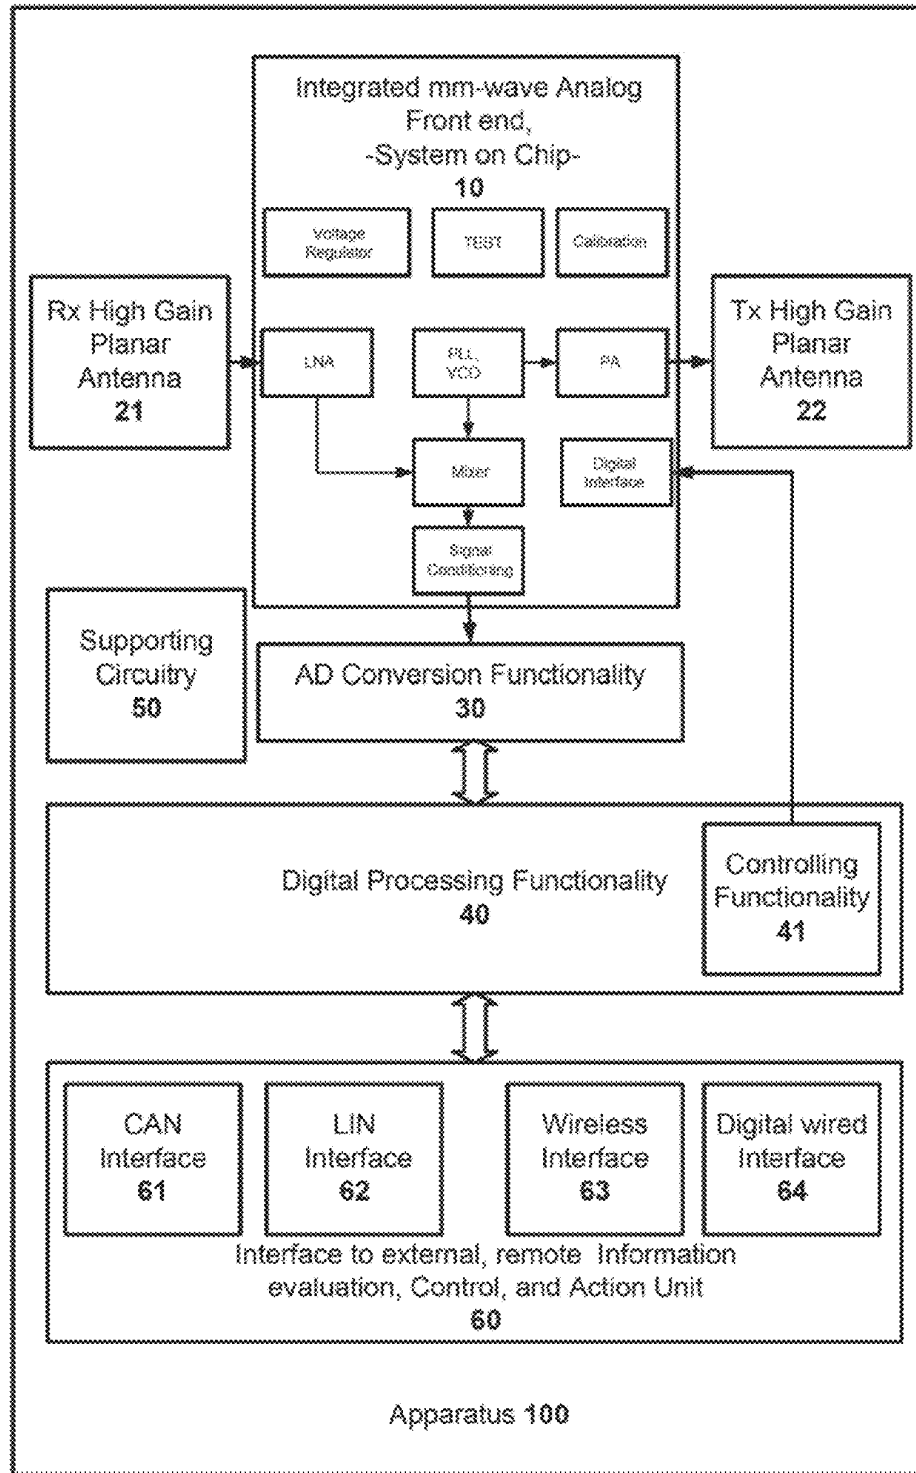 Integrated mm-wave Analog
Front end,
-System on Chip-
10
Voltage
Regulator
TEST
Calibration
Rx High Gain
Planar
Antenna
21
LNA
PLL,
VCO
PA
Tx High Gain
Planar
Antenna
22
Mixer
Digital
Interface
Signal
Conditioning
Supporting
Circuitry
50
AD Conversion Functionality
30
Digital Processing Functionality
40
Controlling
Functionality
41
CAN
Interface
61
LIN
Interface
62
Wireless
Interface
63
Digital wired
Interface
64
Interface to external, remote Information
evaluation, Control, and Action Unit
60
Apparatus 100